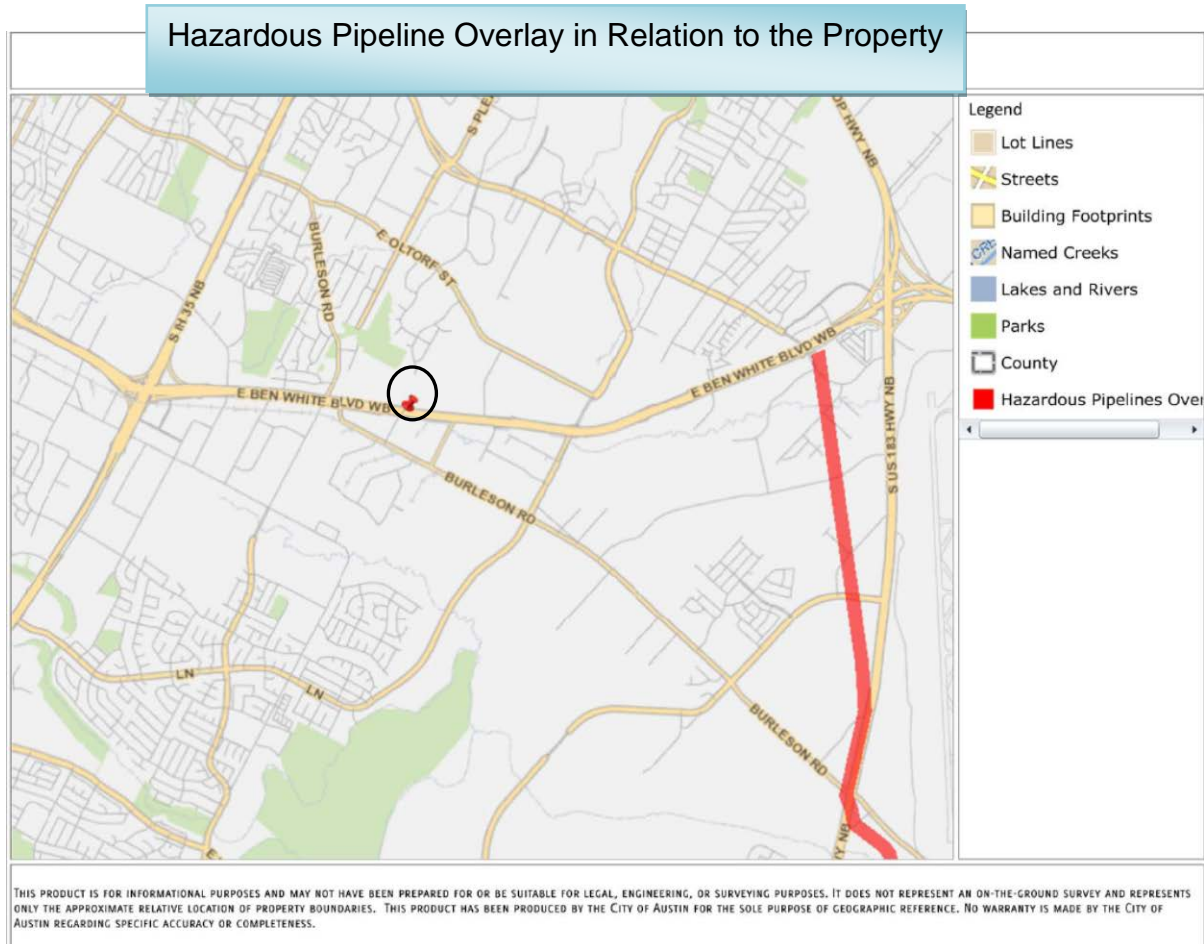 Hazardous Pipeline Overlay in Relation to the Property
Legend
Lot Lines
Streets
Building Footprints
CRE
Named Creeks
Lakes and Rivers
Parks
County
Hazardous Pipelines Over
S PLE
OP HWY NB
S IH 35 NB
BURLESON RD
E OLTORF ST
E BEN WHITE BLVD WB
E BEN WHITE BLVD WB
S US 183 HWY NB
BURLESON RD
LN
LN
BURLESON RD
Y NB
THIS PRODUCT IS FOR INFORMATIONAL PURPOSES AND MAY NOT HAVE BEEN PREPARED FOR OR BE SUITABLE FOR LEGAL, ENGINEERING, OR SURVEYING PURPOSES. IT DOES NOT REPRESENT AN ON-THE-GROUND SURVEY AND REPRESENTS
ONLY THE APPROXIMATE RELATIVE LOCATION OF PROPERTY BOUNDARIES. THIS PRODUCT HAS BEEN PRODUCED BY THE CITY OF AUSTIN FOR THE SOLE PURPOSE OF GEOGRAPHIC REFERENCE. NO WARRANTY IS MADE BY THE CITY OF
AUSTIN REGARDING SPECIFIC ACCURACY OR COMPLETENESS.